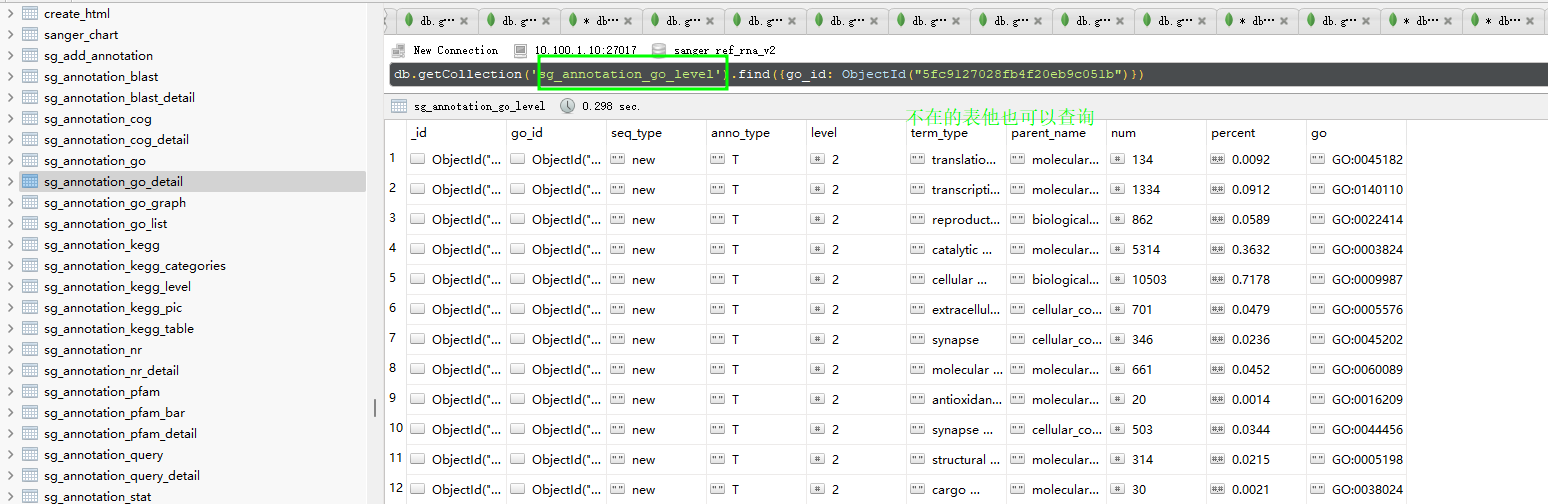 create_html
sanger_chart
sg_add_annotation
sg_annotation_blast
sg_annotation_blast_detail
sg_annotation_cog
sg_annotation_cog_detail
sg_annotation_go
sg_annotation_go_detail
sg_annotation_go_graph
sg_annotation_go_list
sg_annotation_kegg
sg_annotation_kegg_categories
sg_annotation_kegg_level
sg_annotation_kegg_pic
sg_annotation_kegg_table
sg_annotation_nr
sg_annotation_nr_detail
sg_annotation_pfam
sg_annotation_pfam_bar
sg_annotation_pfam_detail
sg_annotation_query
sg_annotation_query_detail
sg_annotation_stat
db.g⋯ db.g⋯ * db⋯ db.g⋯ db.g⋯ db.g⋯ db.g⋯ db.g⋯ db.g⋯ db.g⋯ * db⋯ db.g⋯ * db⋯ * db⋯
New Connection 10.100.1.10:27017 sanger_ref_rna_v2
db.getCollection('sg_annotation_go_level').find({go_id: ObjectId("5fc9127028fb4f20eb9c051b")})
sg_annotation_go_level 0.298 sec.
不在的表他也可以查询
_id go_id seq_type anno_type level term_type parent_name num percent go
1 ObjectId("... ObjectId("... new T 2 translatio... molecular... 134 0.0092 GO:0045182
2 ObjectId("... ObjectId("... new T 2 transcripti... molecular... 1334 0.0912 GO:0140110
3 ObjectId("... ObjectId("... new T 2 reproduct... biological... 862 0.0589 GO:0022414
4 ObjectId("... ObjectId("... new T 2 catalytic ... molecular... 5314 0.3632 GO:0003824
5 ObjectId("... ObjectId("... new T 2 cellular ... biological... 10503 0.7178 GO:0009987
6 ObjectId("... ObjectId("... new T 2 extracellul... cellular_co... 701 0.0479 GO:0005576
7 ObjectId("... ObjectId("... new T 2 synapse cellular_co... 346 0.0236 GO:0045202
8 ObjectId("... ObjectId("... new T 2 molecular ... molecular... 661 0.0452 GO:0060089
9 ObjectId("... ObjectId("... new T 2 antioxidan... molecular... 20 0.0014 GO:0016209
10 ObjectId("... ObjectId("... new T 2 synapse ... cellular_co... 503 0.0344 GO:0044456
11 ObjectId("... ObjectId("... new T 2 structural ... molecular... 314 0.0215 GO:0005198
12 ObjectId("... ObjectId("... new T 2 cargo ... molecular... 30 0.0021 GO:0038024